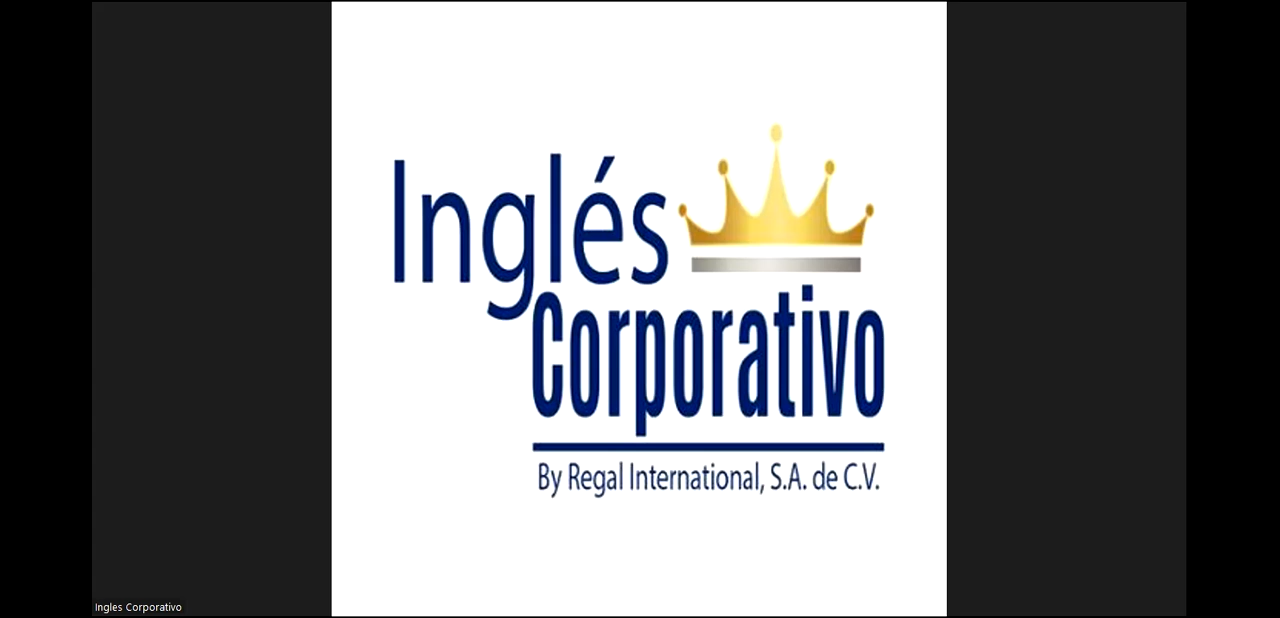 Inglés
Corporativo
By Regal International, S.A. de C.V.
Ingles Corporativo